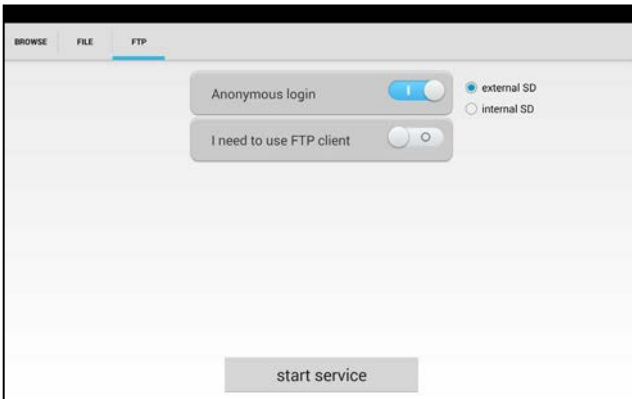 BROWSE FILE FTP
Anonymous login
external SD
internal SD
I need to use FTP client
start service